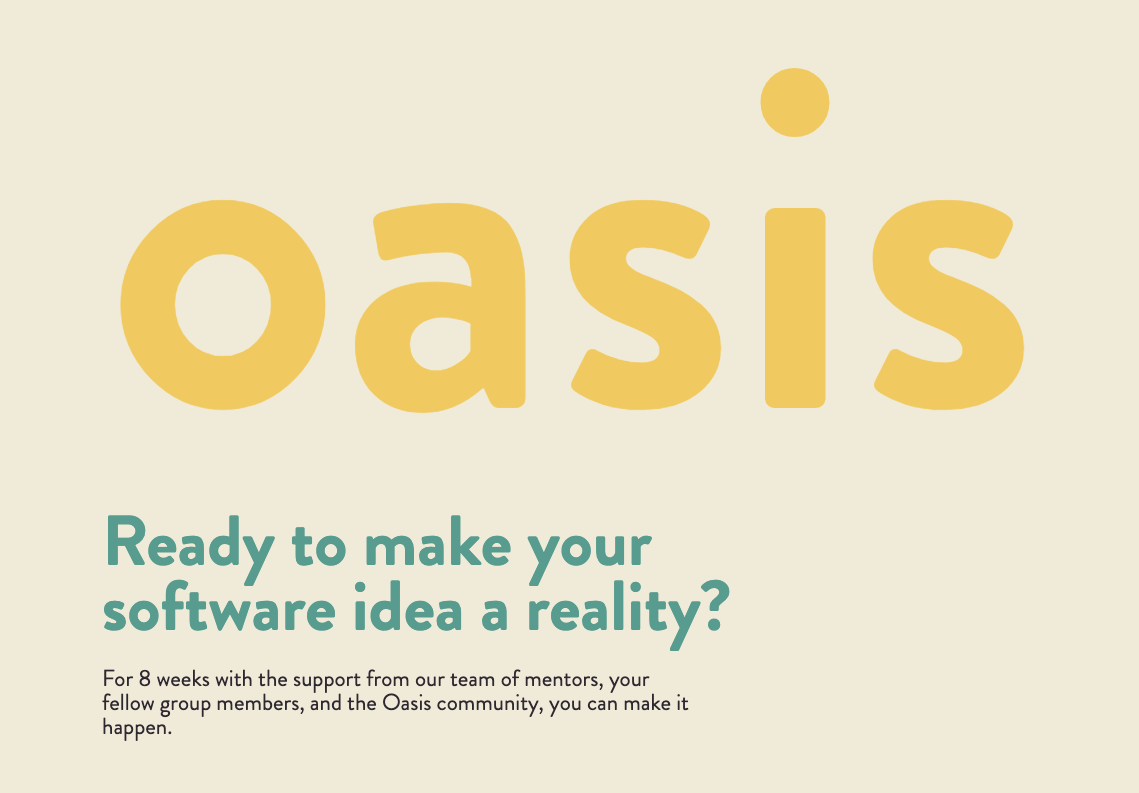 oasis
Ready to make your
software idea a reality?
For 8 weeks with the support from our team of mentors, your
fellow group members, and the Oasis community, you can make it
happen.